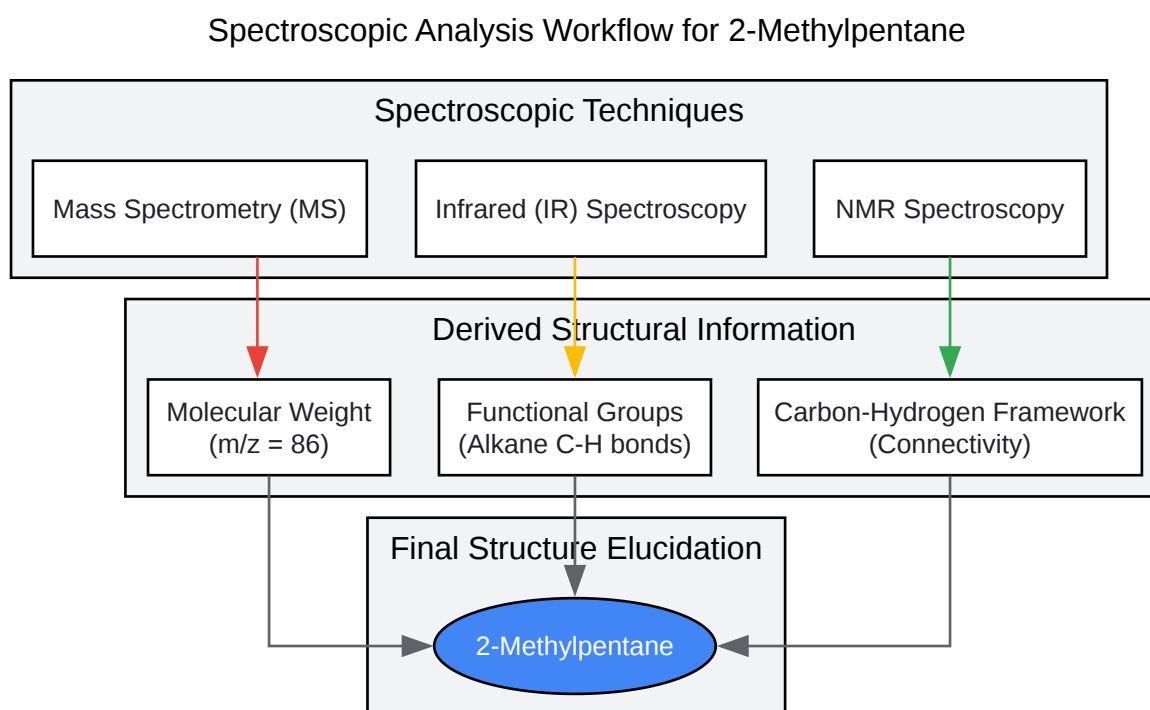 Spectroscopic Analysis Workflow for 2-Methylpentane
Spectroscopic Techniques
Mass Spectrometry (MS)
Infrared (IR) Spectroscopy
NMR Spectroscopy
Derived Structural Information
Molecular Weight
(m/z = 86)
Functional Groups
(Alkane C-H bonds)
Carbon-Hydrogen Framework
(Connectivity)
Final Structure Elucidation
2-Methylpentane